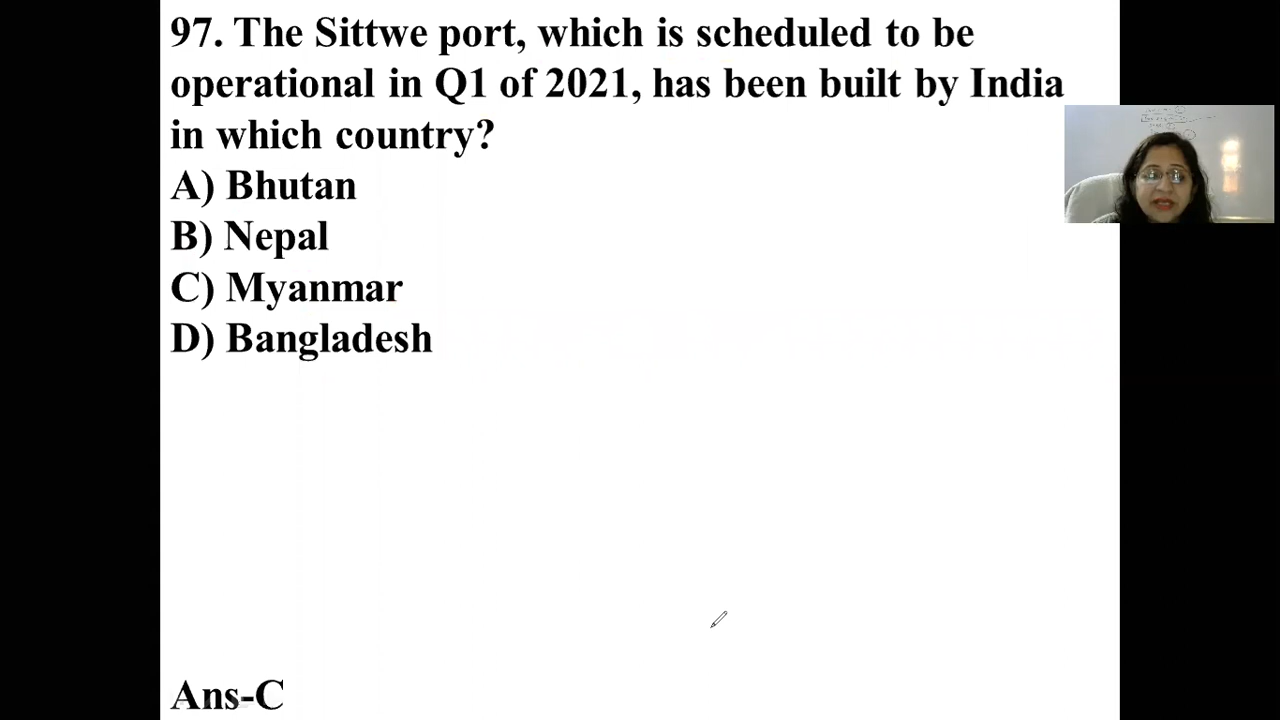 97. The Sittwe port, which is scheduled to be
operational in Q1 of 2021, has been built by India
in which country?
A) Bhutan
B) Nepal
C) Myanmar
D) Bangladesh
Ans-C